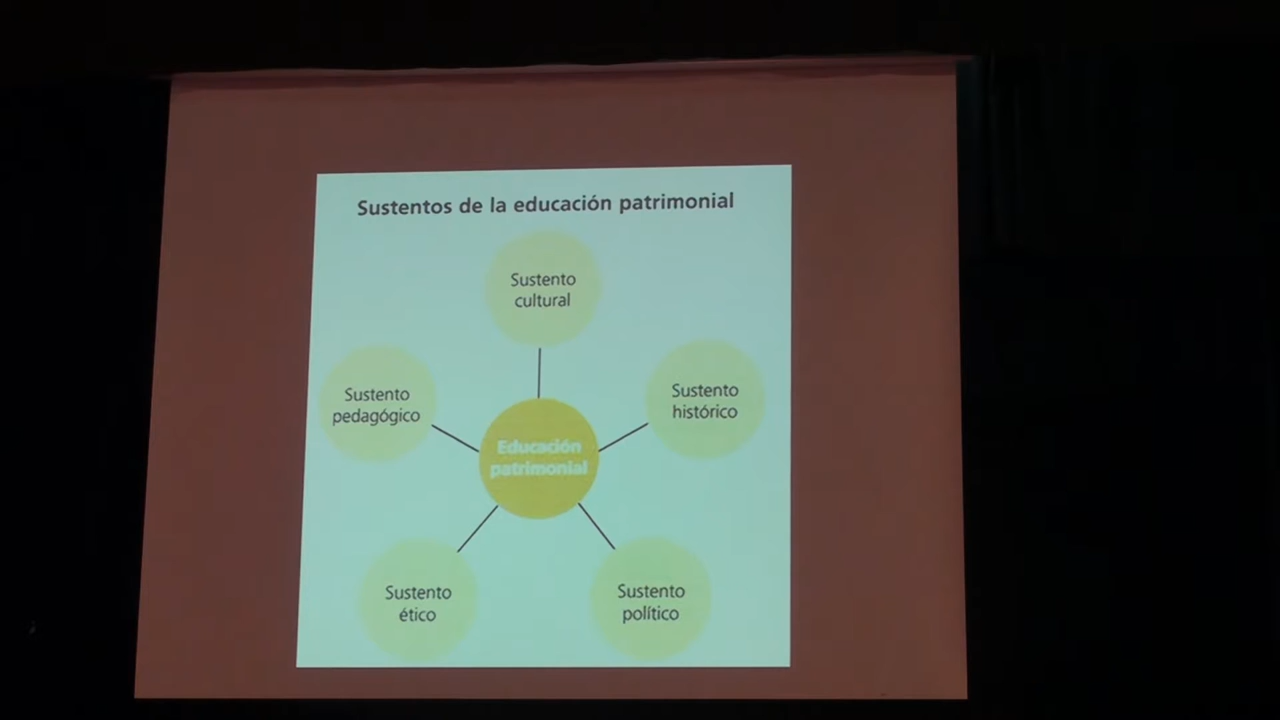 Sustentos de la educación patrimonial
Sustento
cultural
Sustento
pedagógico
Sustento
histórico
Educación
patrimonial
Sustento
ético
Sustento
político